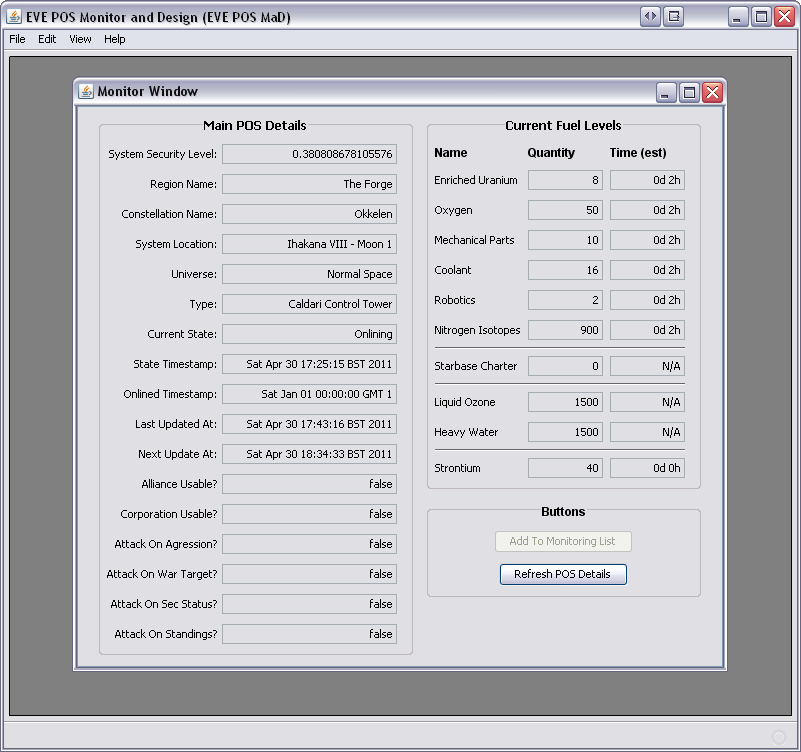 EVE POS Monitor and Design (EVE POS MaD)
File Edit View Help
Monitor Window
Main POS Details
System Security Level: 0.380808678105576
Region Name: The Forge
Constellation Name: Okkelen
System Location: Ihakana VIII - Moon 1
Universe: Normal Space
Type: Caldari Control Tower
Current State: Onlining
State Timestamp: Sat Apr 30 17:25:15 BST 2011
Onlined Timestamp: Sat Jan 01 00:00:00 GMT 1
Last Updated At: Sat Apr 30 17:43:16 BST 2011
Next Update At: Sat Apr 30 18:34:33 BST 2011
Alliance Usable? false
Corporation Usable? false
Attack On Agression? false
Attack On War Target? false
Attack On Sec Status? false
Attack On Standings? false
Current Fuel Levels
Name Quantity Time (est)
Enriched Uranium 8 0d 2h
Oxygen 50 0d 2h
Mechanical Parts 10 0d 2h
Coolant 16 0d 2h
Robotics 2 0d 2h
Nitrogen Isotopes 900 0d 2h
Starbase Charter 0 N/A
Liquid Ozone 1500 N/A
Heavy Water 1500 N/A
Strontium 40 0d 0h
Buttons
Add To Monitoring List
Refresh POS Details